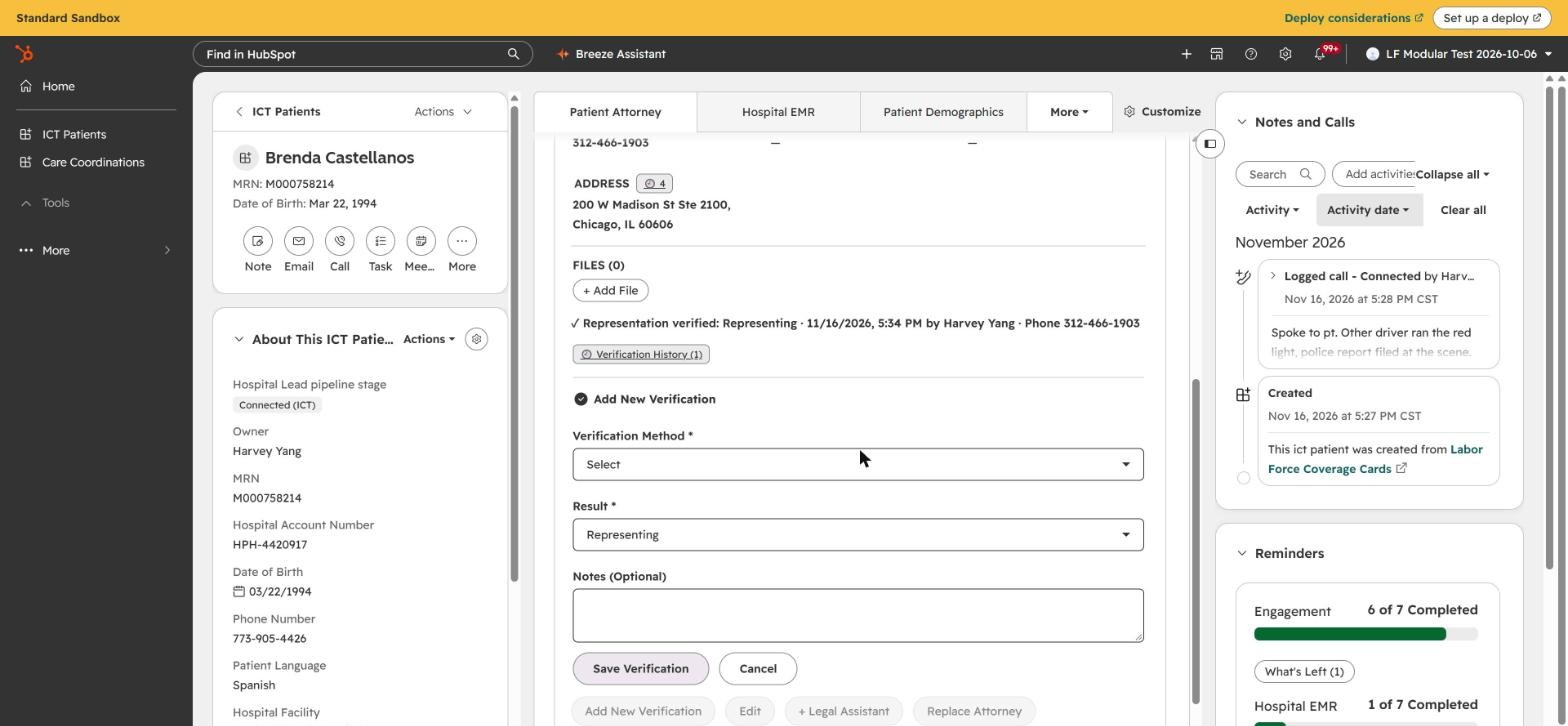 Standard Sandbox
Deploy considerations
Set up a deploy
Find in HubSpot
Breeze Assistant
99+
LF Modular Test 2026-10-06
Home
ICT Patients
Care Coordinations
Tools
More
ICT Patients
Actions
Brenda Castellanos
MRN: M000758214
Date of Birth: Mar 22, 1994
Note
Email
Call
Task
Mee...
More
About This ICT Patie...
Actions
Hospital Lead pipeline stage
Connected (ICT)
Owner
Harvey Yang
MRN
M000758214
Hospital Account Number
HPH-4420917
Date of Birth
03/22/1994
Phone Number
773-905-4426
Patient Language
Spanish
Hospital Facility
Patient Attorney
Hospital EMR
Patient Demographics
More
Customize
312-466-1903
—
—
ADDRESS
4
200 W Madison St Ste 2100,
Chicago, IL 60606
FILES (0)
+ Add File
✓ Representation verified: Representing · 11/16/2026, 5:34 PM by Harvey Yang · Phone 312-466-1903
Verification History (1)
Add New Verification
Verification Method *
Select
Result *
Representing
Notes (Optional)
Save Verification
Cancel
Add New Verification
Edit
+ Legal Assistant
Replace Attorney
Notes and Calls
Search
Add activities
Collapse all
Activity
Activity date
Clear all
November 2026
Logged call - Connected by Harv...
Nov 16, 2026 at 5:28 PM CST
Spoke to pt. Other driver ran the red
light, police report filed at the scene.
Created
Nov 16, 2026 at 5:27 PM CST
This ict patient was created from Labor
Force Coverage Cards
Reminders
Engagement
6 of 7 Completed
What's Left (1)
Hospital EMR
1 of 7 Completed